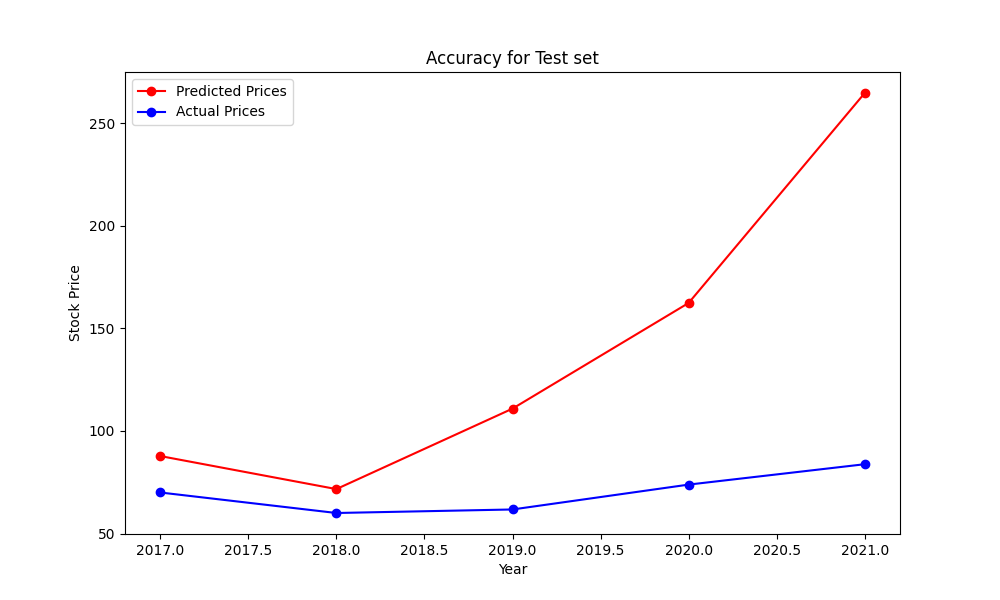 Accuracy for Test set
Predicted Prices
Actual Prices
250
200
150
100
50
Stock Price
2017.0 2017.5 2018.0 2018.5 2019.0 2019.5 2020.0 2020.5 2021.0
Year